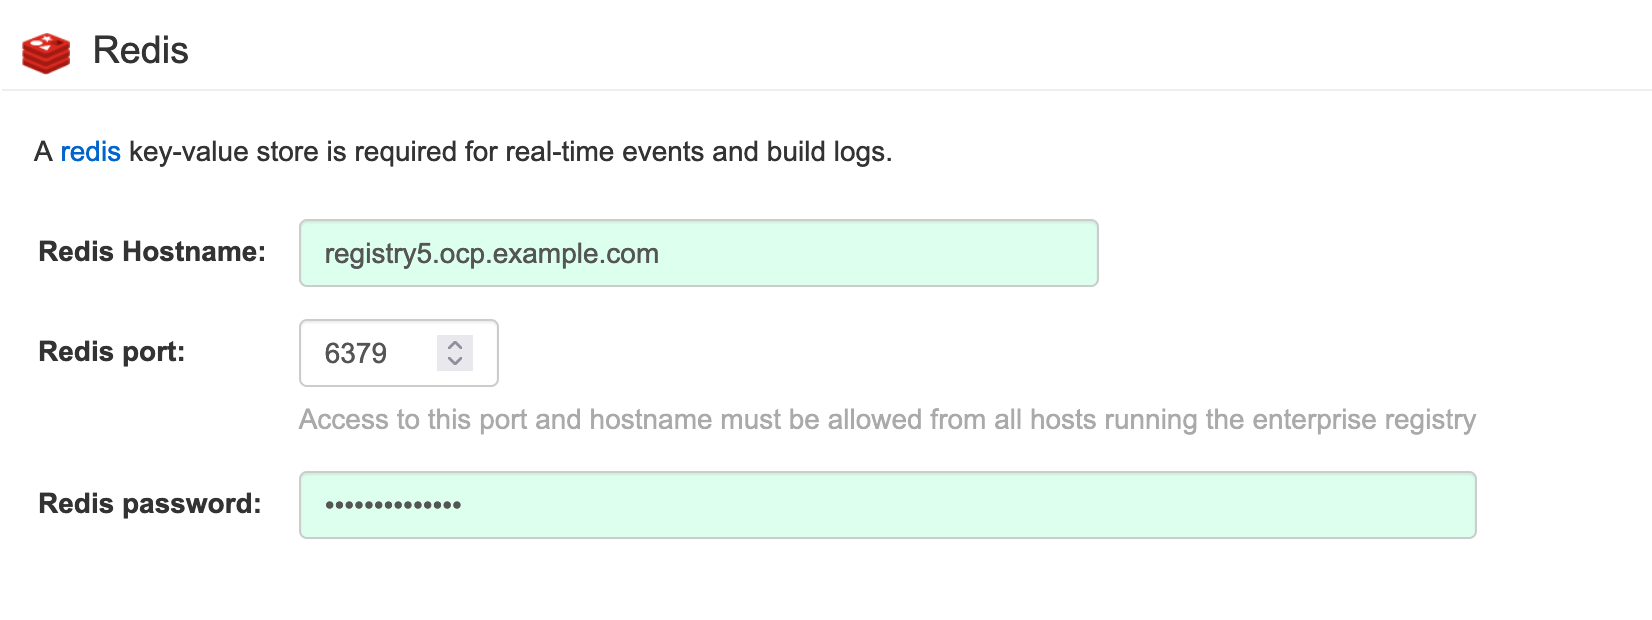 Redis
A redis key-value store is required for real-time events and build logs.
Redis Hostname: registry5.ocp.example.com
Redis port: 6379
Access to this port and hostname must be allowed from all hosts running the enterprise registry
Redis password: ••••••••••••••